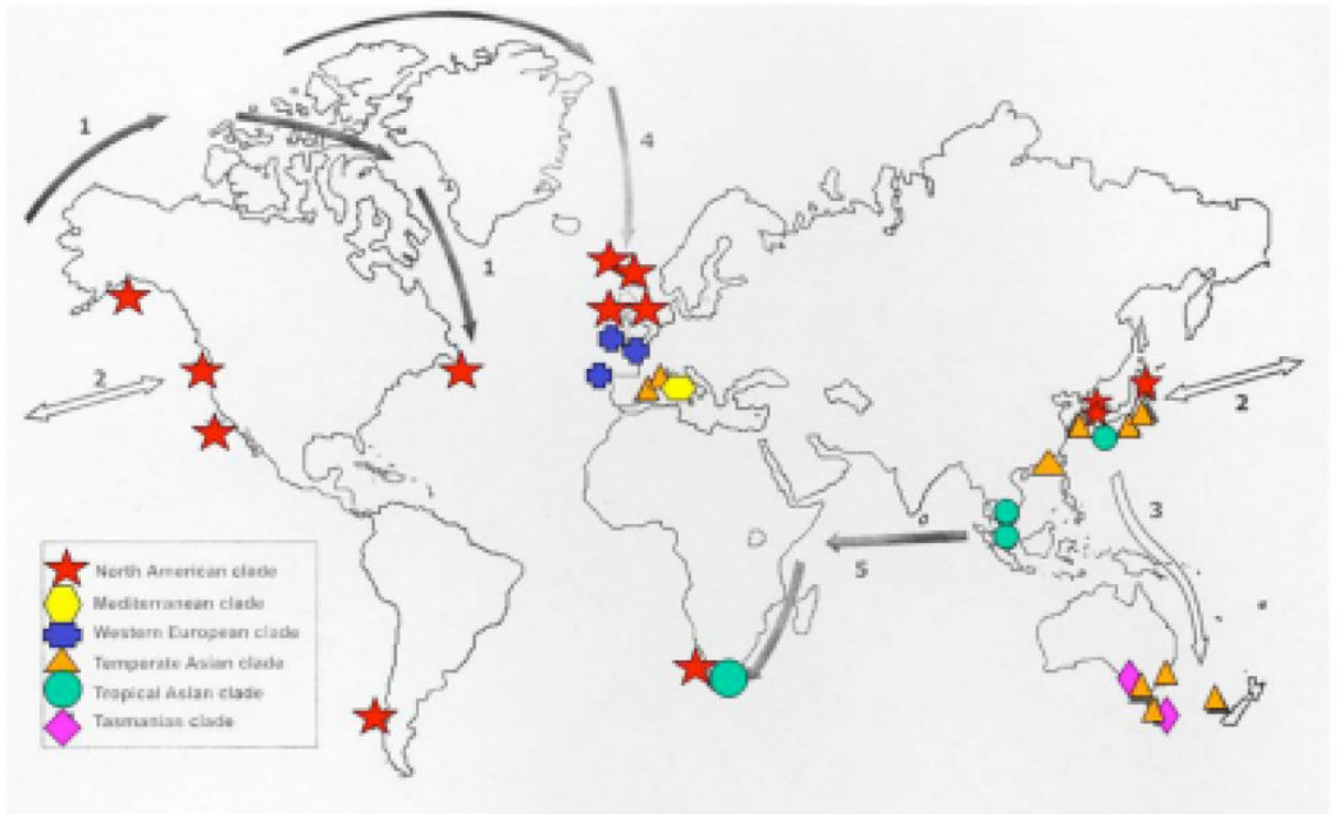 4
1
1
2
2
3
5
North American clade
Mediterranean clade
Western European clade
Temperate Asian clade
Tropical Asian clade
Tasmanian clade